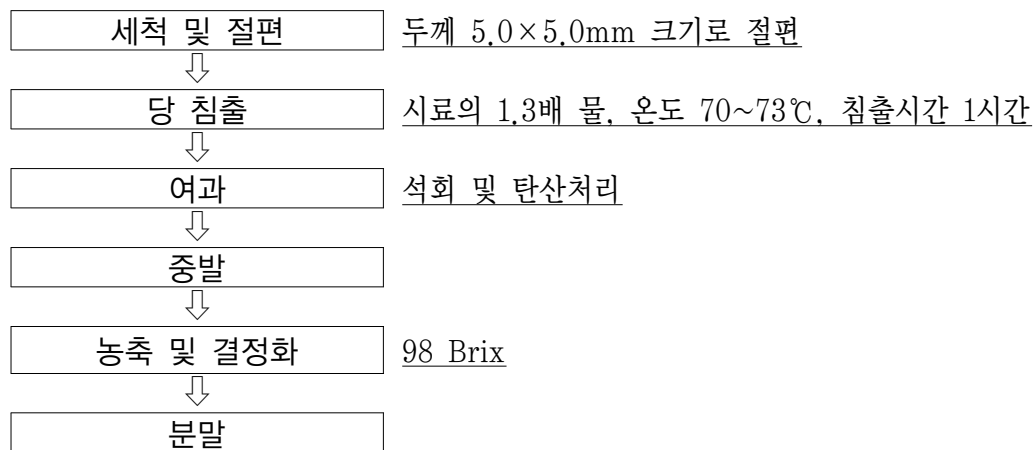 세척 및 절편 두께 5.0×5.0mm 크기로 절편
당 침출 시료의 1.3배 물, 온도 70~73℃, 침출시간 1시간
여과 석회 및 탄산처리
중발
농축 및 결정화 98 Brix
분말